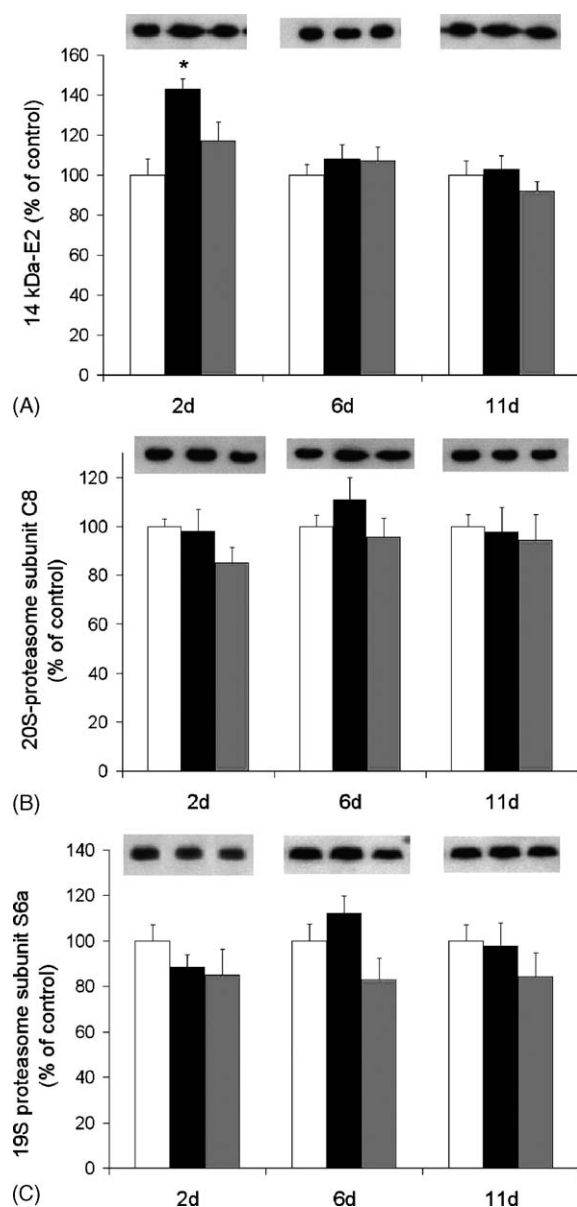 160
140
120
100
80
60
40
20
0
14 kDa-E2 (% of control)
*
2d 6d 11d
(A)
120
100
80
60
40
20
0
20S-proteasome subunit C8
(% of control)
2d 6d 11d
(B)
140
120
100
80
60
40
20
0
19S proteasome subunit S6a
(% of control)
2d 6d 11d
(C)